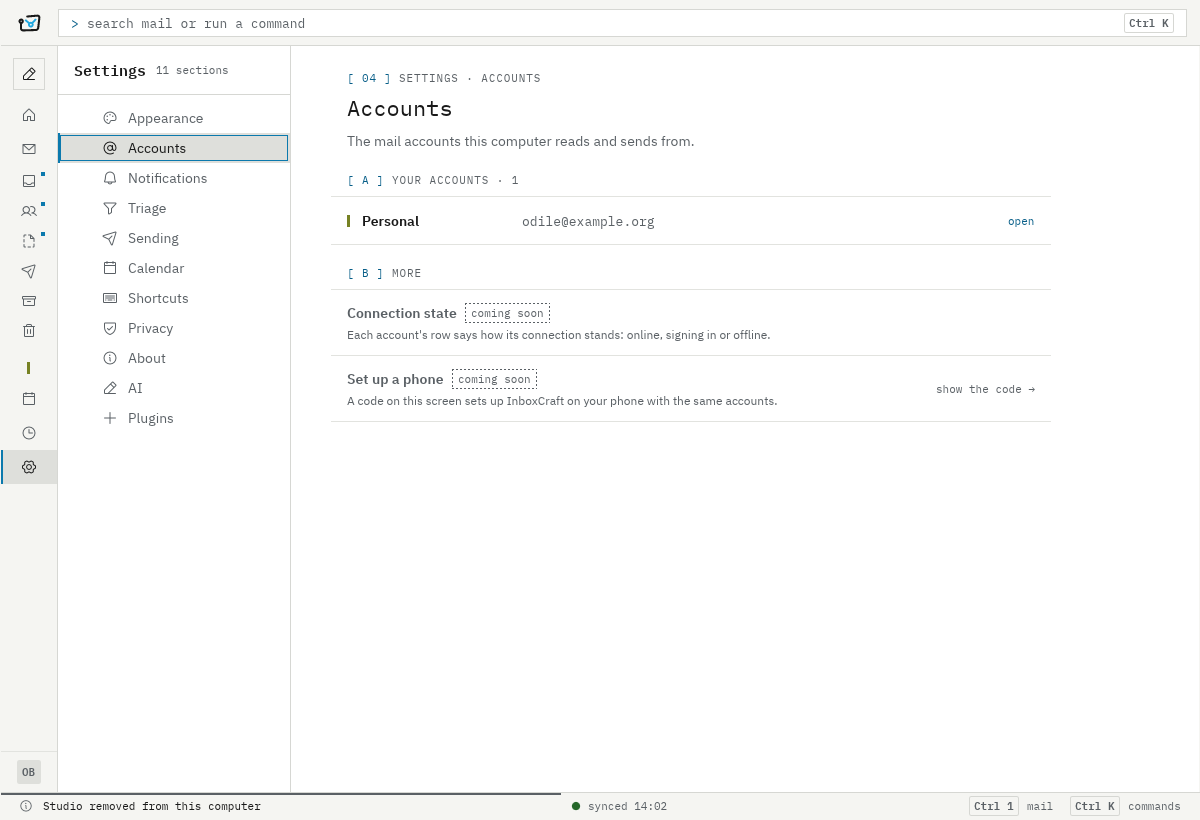 > search mail or run a command Ctrl K
Settings 11 sections
Appearance
Accounts
Notifications
Triage
Sending
Calendar
Shortcuts
Privacy
About
AI
Plugins
[ 04 ] SETTINGS · ACCOUNTS
Accounts
The mail accounts this computer reads and sends from.
[ A ] YOUR ACCOUNTS · 1
Personal odile@example.org open
[ B ] MORE
Connection state coming soon
Each account's row says how its connection stands: online, signing in or offline.
Set up a phone coming soon
A code on this screen sets up InboxCraft on your phone with the same accounts.
show the code →
OB
Studio removed from this computer
synced 14:02
Ctrl 1 mail Ctrl K commands